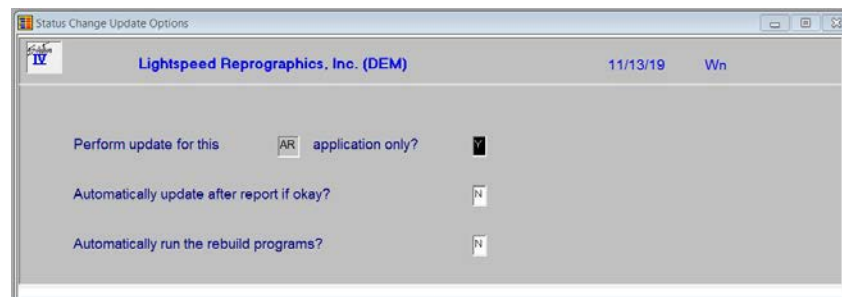 Status Change Update Options
Solution IV Lightspeed Reprographics, Inc. (DEM) 11/13/19 Wn
Perform update for this AR application only? Y
Automatically update after report if okay? N
Automatically run the rebuild programs? N